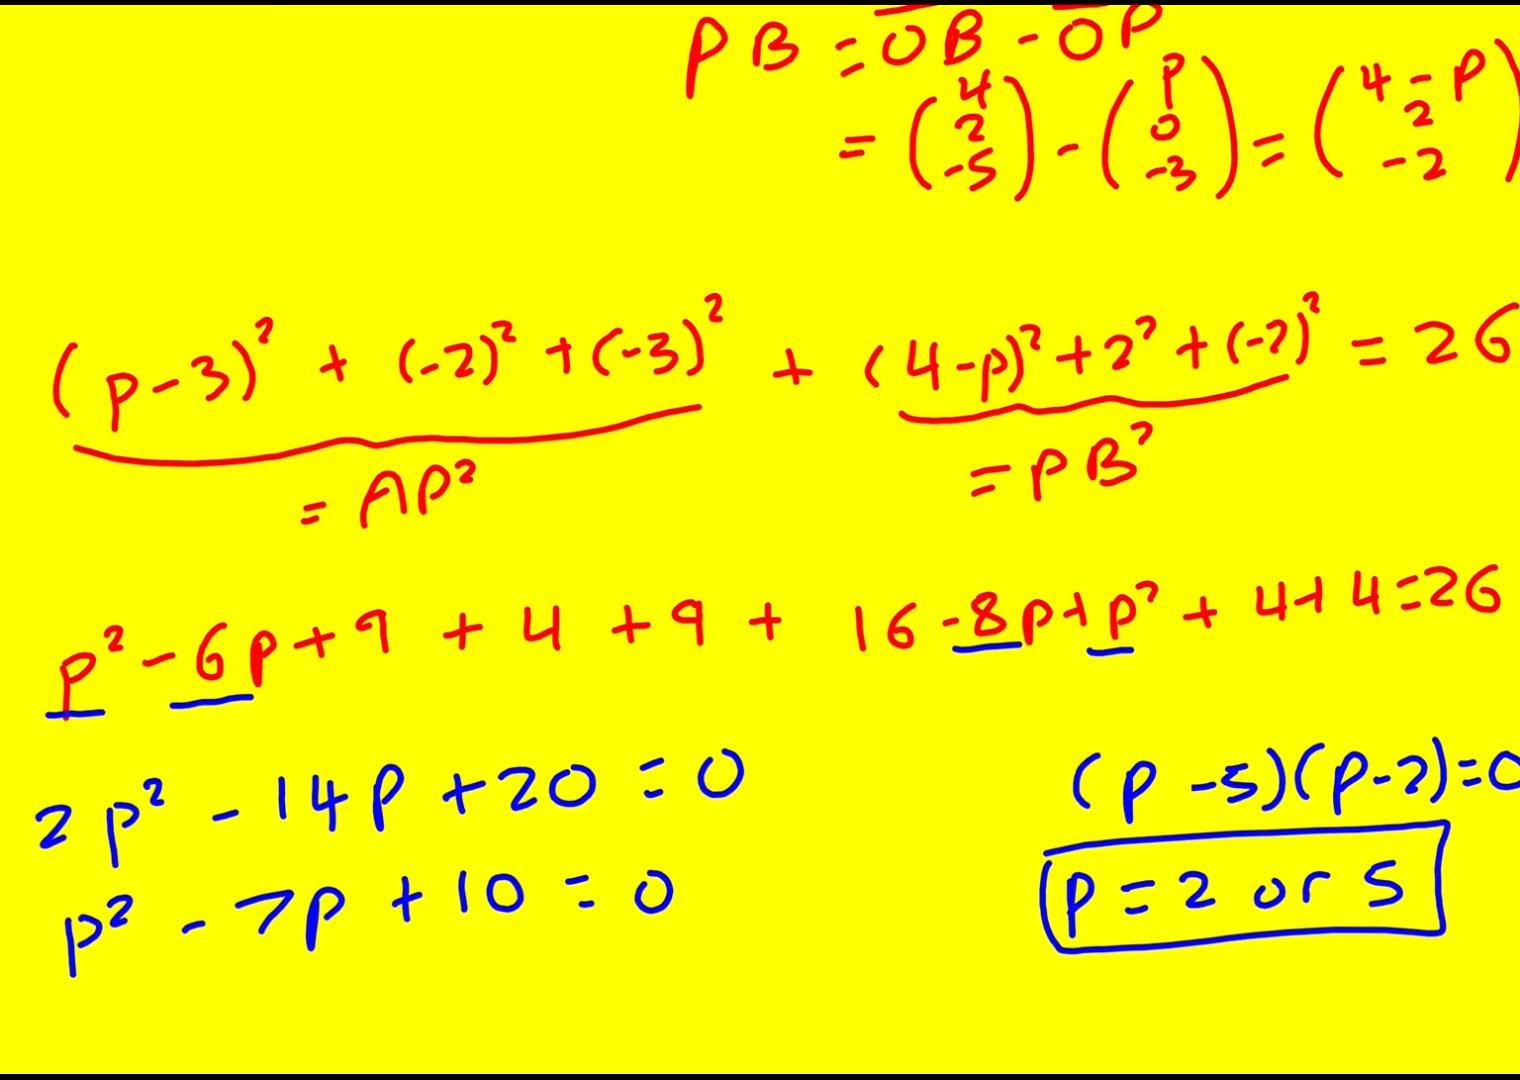 PB = OB - OP
= (4 2 -5) - (p 0 -3) = (4-p 2 -2)
(p-3)² + (-2)² + (-3)² + (4-p)² + 2² + (-2)² = 26
= AP²
= PB²
p² - 6p + 9 + 4 + 9 + 16 - 8p + p² + 4 + 4 = 26
2p² - 14p + 20 = 0
(p-5)(p-2) = 0
p² - 7p + 10 = 0
p = 2 or 5